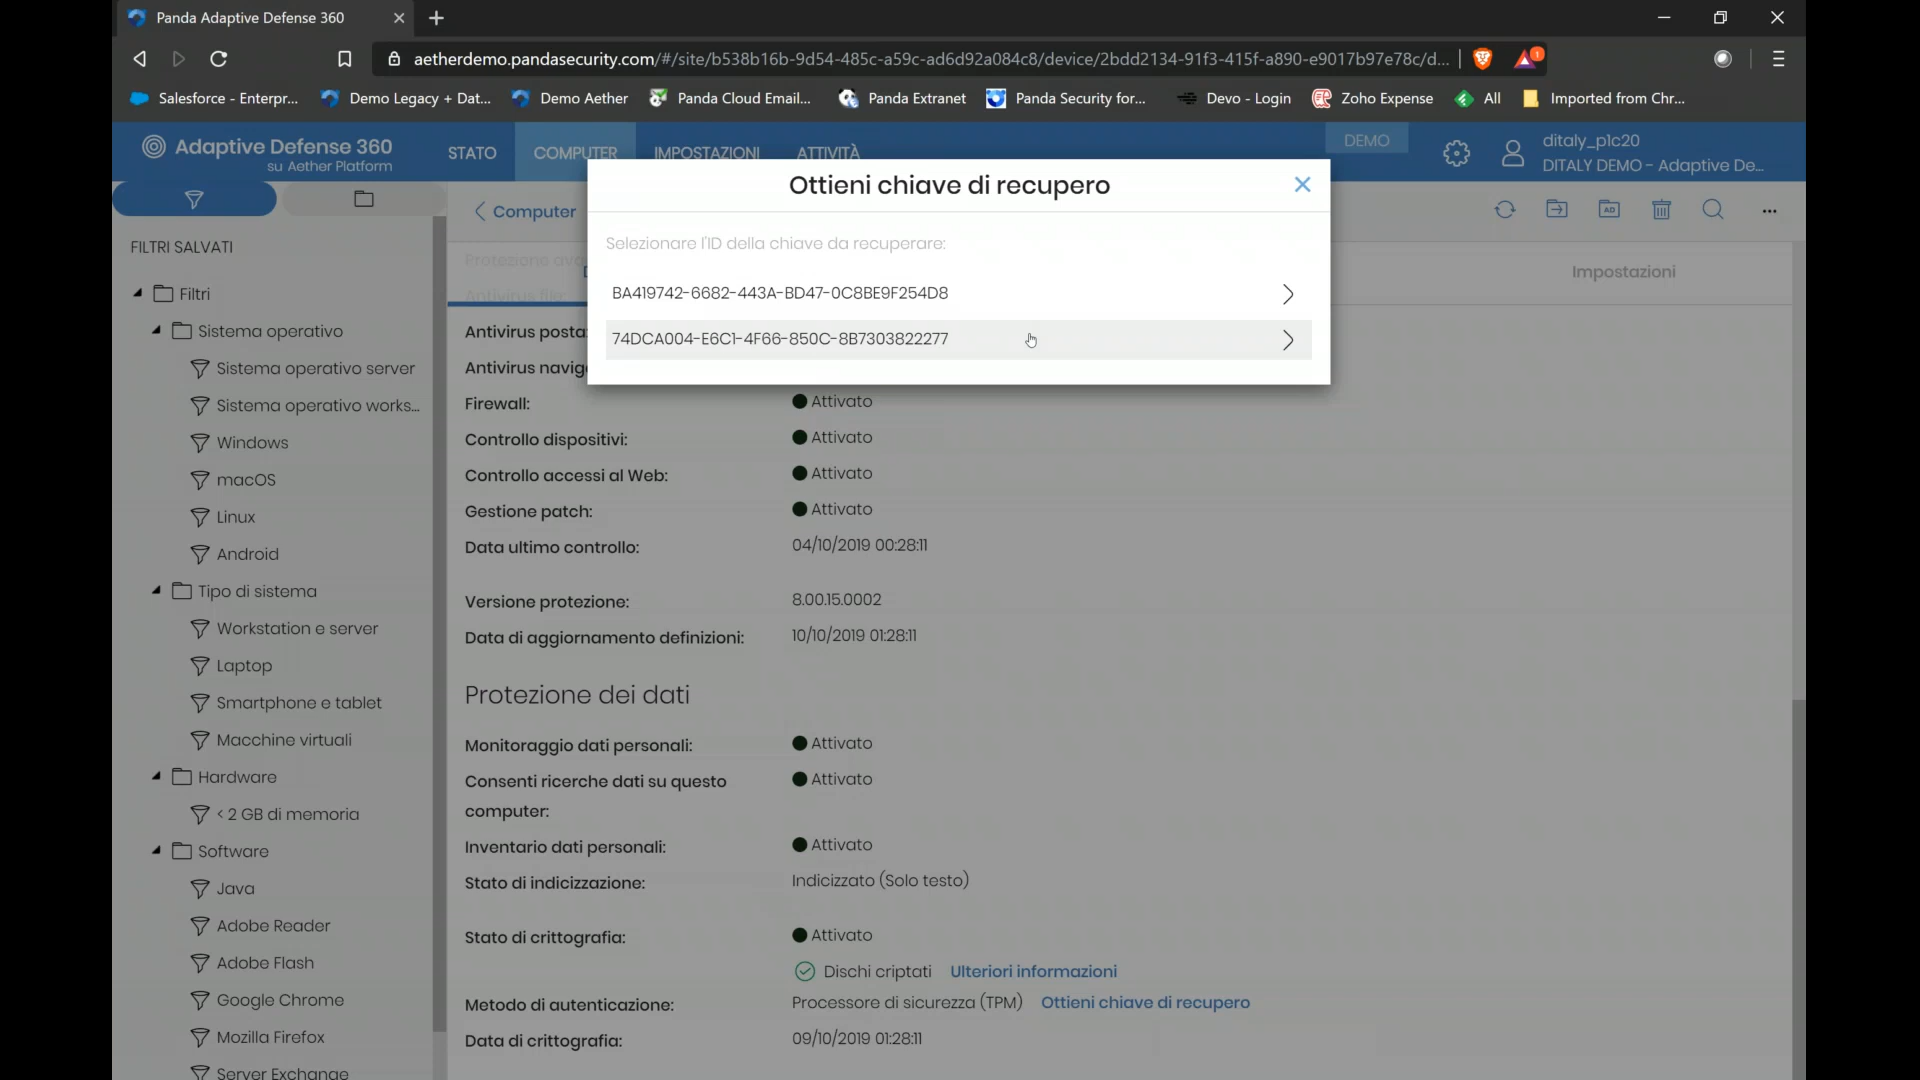 Panda Adaptive Defense 360
aetherdemo.pandasecurity.com/#/site/b538b16b-9d54-485c-a59c-ad6d92a084c8/device/2bdd2134-91f3-415f-a890-e9017b97e78c/d...
1
Salesforce - Enterpr...
Demo Legacy + Dat...
Demo Aether
Panda Cloud Email...
Panda Extranet
Panda Security for...
Devo - Login
Zoho Expense
All
Imported from Chr...
Adaptive Defense 360
su Aether Platform
STATO
COMPUTER
IMPOSTAZIONI
ATTIVITÀ
DEMO
ditaly_p1c20
DITALY DEMO - Adaptive De...
Computer
AD
...
FILTRI SALVATI
Filtri
Sistema operativo
Sistema operativo server
Sistema operativo works...
Windows
macOS
Linux
Android
Tipo di sistema
Workstation e server
Laptop
Smartphone e tablet
Macchine virtuali
Hardware
< 2 GB di memoria
Software
Java
Adobe Reader
Adobe Flash
Google Chrome
Mozilla Firefox
Server Exchange
Ottieni chiave di recupero
Selezionare l'ID della chiave da recuperare:
BA419742-6682-443A-BD47-0C8BE9F254D8
74DCA004-E6C1-4F66-850C-8B7303822277
Impostazioni
Protezione
Antivirus
Antivirus
Antivirus
Firewall: Attivato
Controllo dispositivi: Attivato
Controllo accessi al Web: Attivato
Gestione patch: Attivato
Data ultimo controllo: 04/10/2019 00:28:11
Versione protezione: 8.00.15.0002
Data di aggiornamento definizioni: 10/10/2019 01:28:11
Protezione dei dati
Monitoraggio dati personali: Attivato
Consenti ricerche dati su questo Attivato
computer:
Inventario dati personali: Attivato
Stato di indicizzazione: Indicizzato (Solo testo)
Stato di crittografia: Attivato
Dischi criptati Ulteriori informazioni
Metodo di autenticazione: Processore di sicurezza (TPM) Ottieni chiave di recupero
Data di crittografia: 09/10/2019 01:28:11